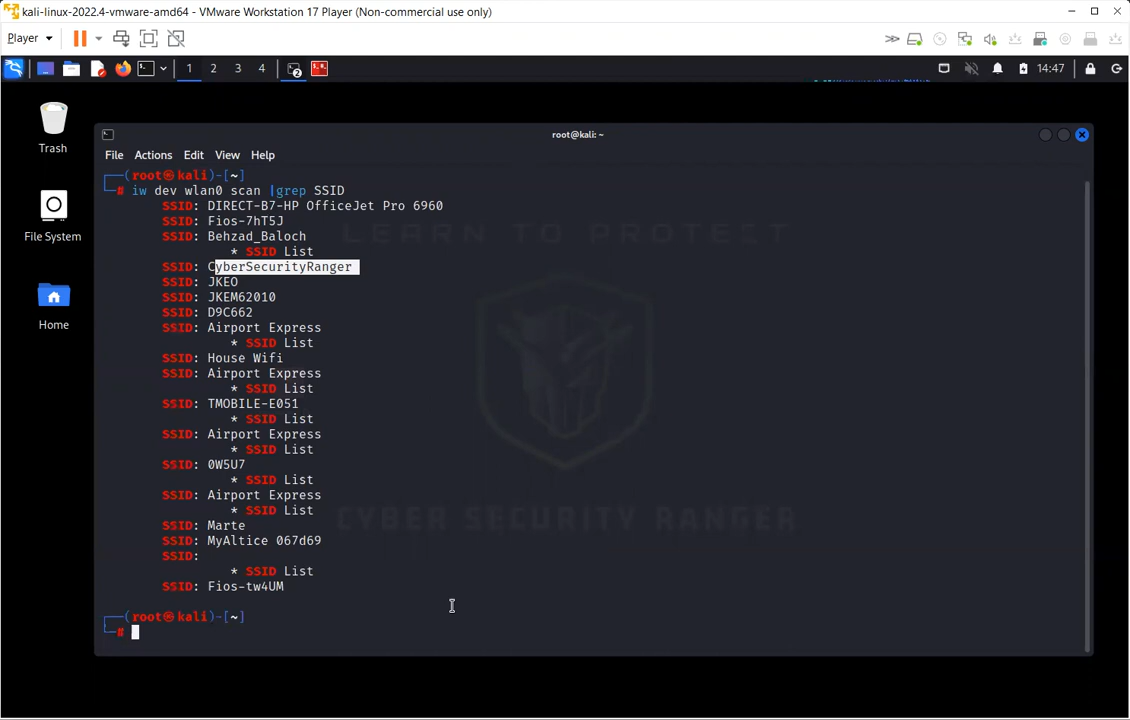 kali-linux-2022.4-vmware-amd64 - VMware Workstation 17 Player (Non-commercial use only)
Player
1 2 3 4 2 14:47
Trash
File System
Home
root@kali: ~
File Actions Edit View Help
┌──(root㉿kali)-[~]
└─# iw dev wlan0 scan |grep SSID
SSID: DIRECT-B7-HP OfficeJet Pro 6960
SSID: Fios-7hT5J
SSID: Behzad_Baloch
* SSID List
SSID: CyberSecurityRanger
SSID: JKEO
SSID: JKEM62010
SSID: D9C662
SSID: Airport Express
* SSID List
SSID: House Wifi
SSID: Airport Express
* SSID List
SSID: TMOBILE-E051
* SSID List
SSID: Airport Express
* SSID List
SSID: 0W5U7
* SSID List
SSID: Airport Express
* SSID List
SSID: Marte
SSID: MyAltice 067d69
SSID:
* SSID List
SSID: Fios-tw4UM
┌──(root㉿kali)-[~]
└─#
LEARN TO PROTECT
CYBER SECURITY RANGER